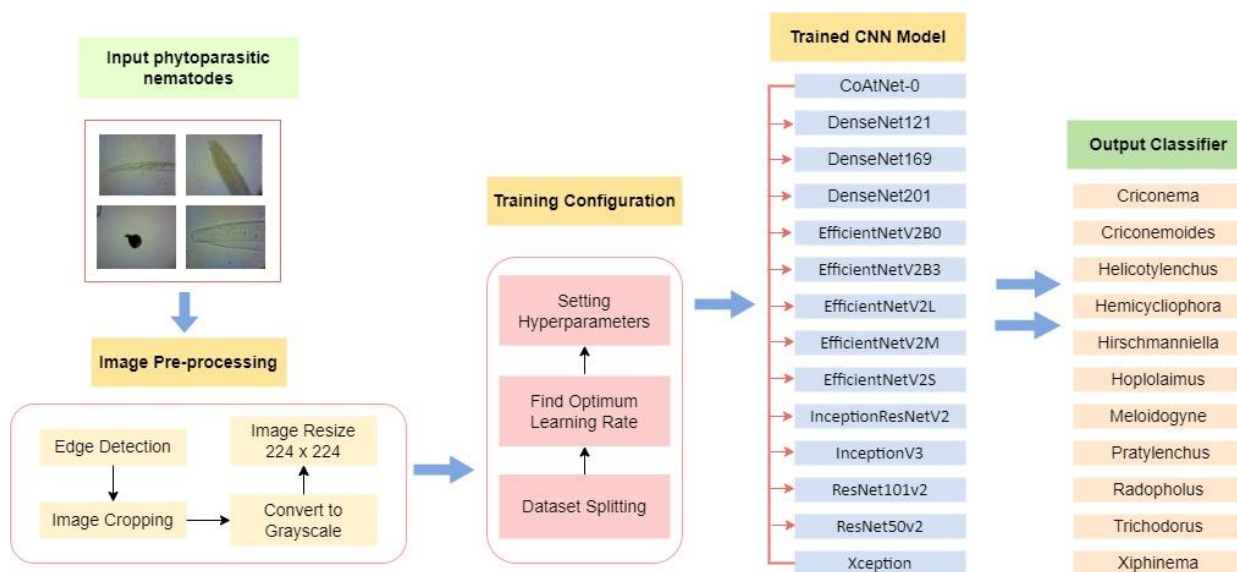 Input phytoparasitic
nematodes
Image Pre-processing
Edge Detection
Image Cropping
Convert to
Grayscale
Image Resize
224 x 224
Training Configuration
Dataset Splitting
Find Optimum
Learning Rate
Setting
Hyperparameters
Trained CNN Model
CoAtNet-0
DenseNet121
DenseNet169
DenseNet201
EfficientNetV2B0
EfficientNetV2B3
EfficientNetV2L
EfficientNetV2M
EfficientNetV2S
InceptionResNetV2
InceptionV3
ResNet101v2
ResNet50v2
Xception
Output Classifier
Criconema
Criconemoides
Helicotylenchus
Hemicycliophora
Hirschmanniella
Hoplolaimus
Meloidogyne
Pratylenchus
Radopholus
Trichodorus
Xiphinema